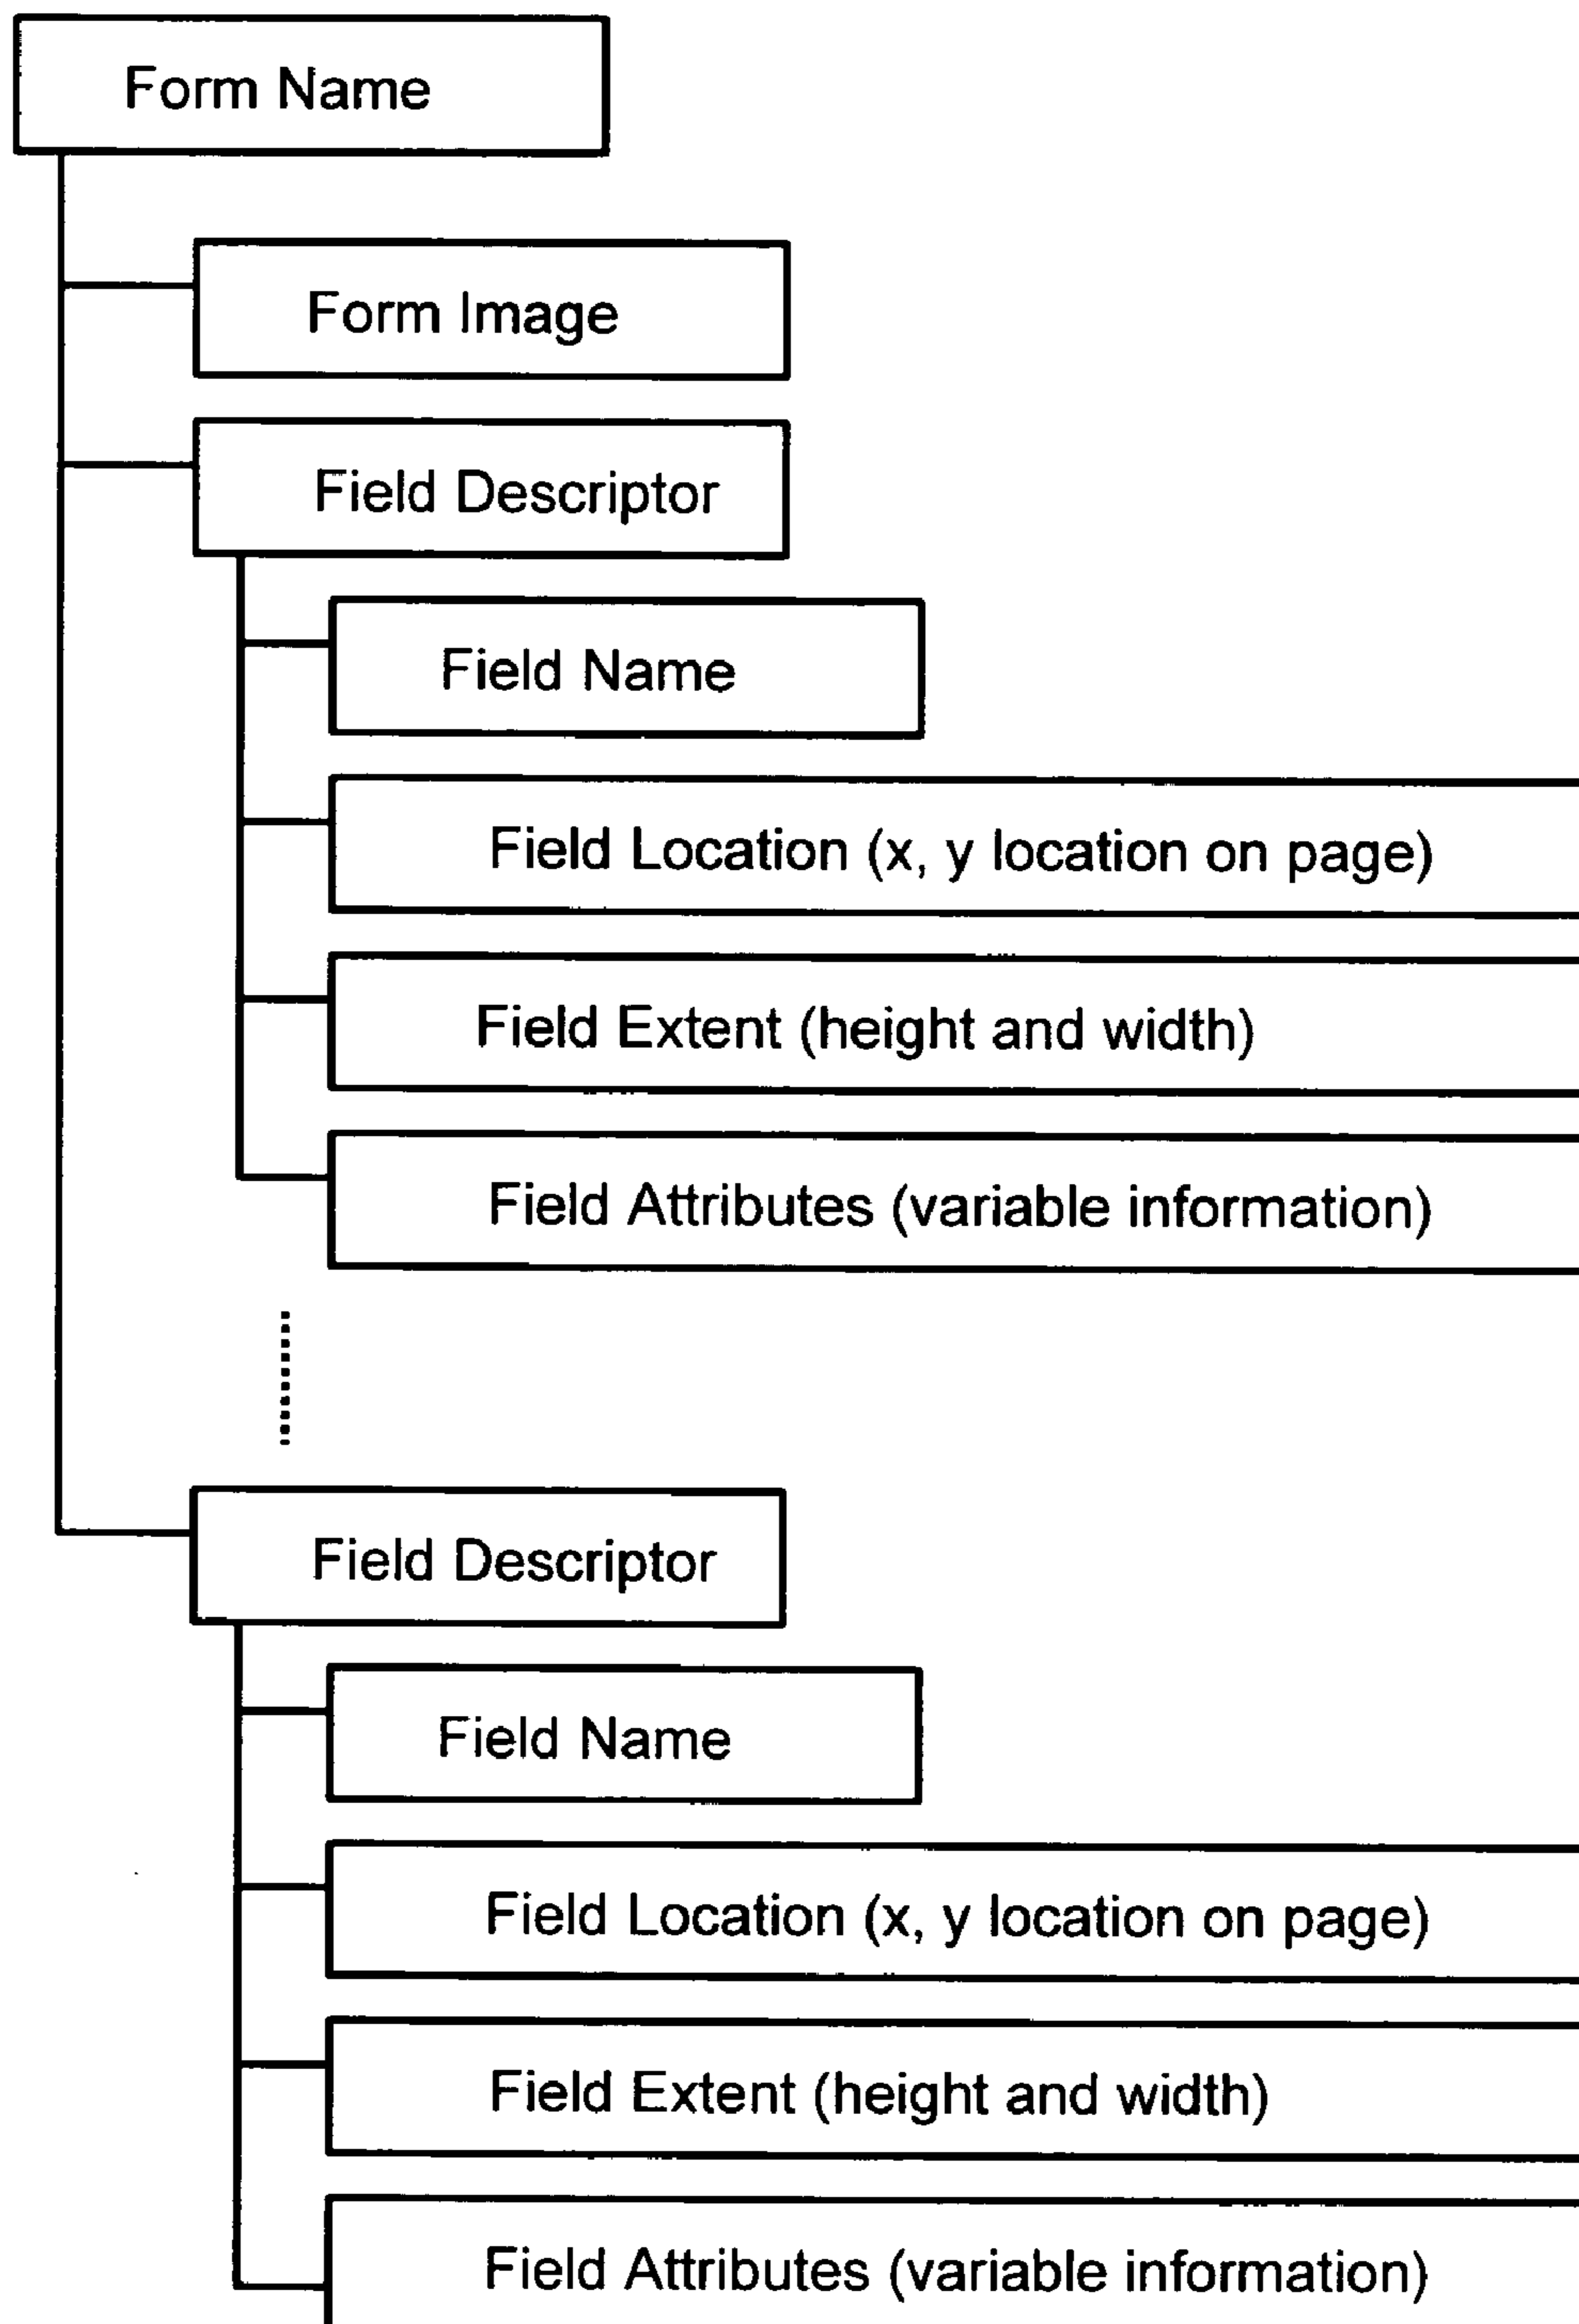 Form Name
Form Image
Field Descriptor
Field Name
Field Location (x, y location on page)
Field Extent (height and width)
Field Attributes (variable information)
Field Descriptor
Field Name
Field Location (x, y location on page)
Field Extent (height and width)
Field Attributes (variable information)